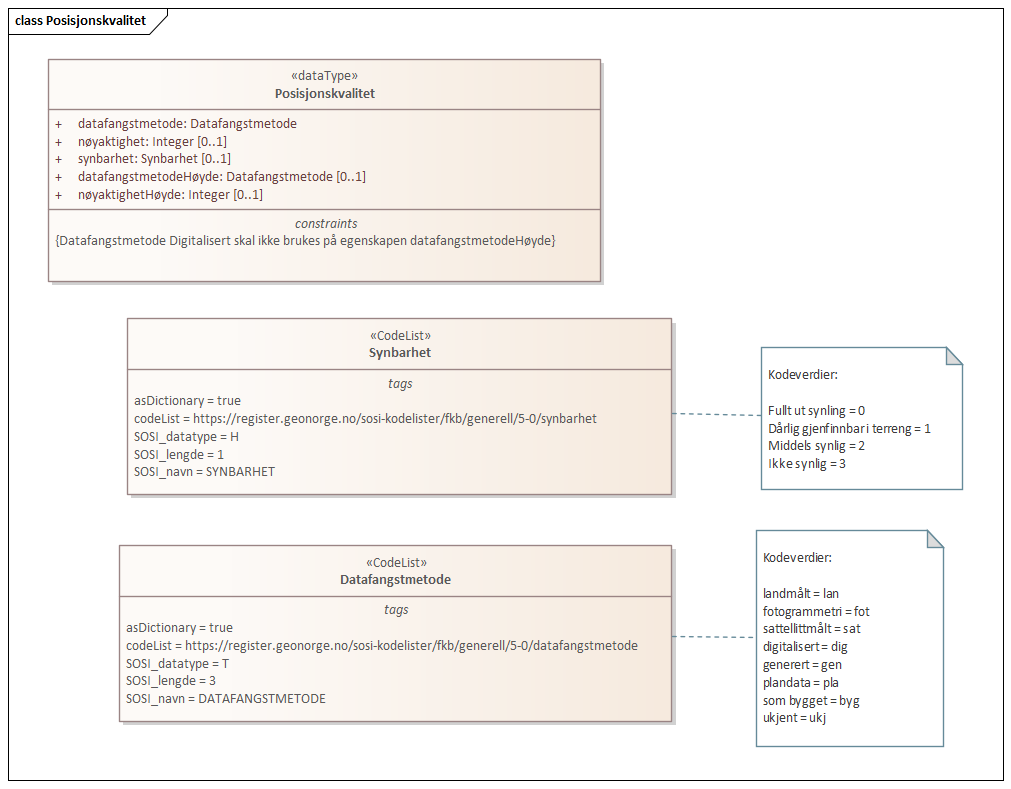 class Posisjonskvalitet
«dataType»
Posisjonskvalitet
+ datafangstmetode: Datafangstmetode
+ nøyaktighet: Integer [0..1]
+ synbarhet: Synbarhet [0..1]
+ datafangstmetodeHøyde: Datafangstmetode [0..1]
+ nøyaktighetHøyde: Integer [0..1]
constraints
{Datafangstmetode Digitalisert skal ikke brukes på egenskapen datafangstmetodeHøyde}
«CodeList»
Synbarhet
tags
asDictionary = true
codeList = https://register.geonorge.no/sosi-kodelister/fkb/generell/5-0/synbarhet
SOSI_datatype = H
SOSI_lengde = 1
SOSI_navn = SYNBARHET
Kodeverdier:
Fullt ut synling = 0
Dårlig gjenfinnbar i terreng = 1
Middels synlig = 2
Ikke synlig = 3
«CodeList»
Datafangstmetode
tags
asDictionary = true
codeList = https://register.geonorge.no/sosi-kodelister/fkb/generell/5-0/datafangstmetode
SOSI_datatype = T
SOSI_lengde = 3
SOSI_navn = DATAFANGSTMETODE
Kodeverdier:
landmålt = lan
fotogrammetri = fot
sattellittmålt = sat
digitalisert = dig
generert = gen
plandata = pla
som bygget = byg
ukjent = ukj